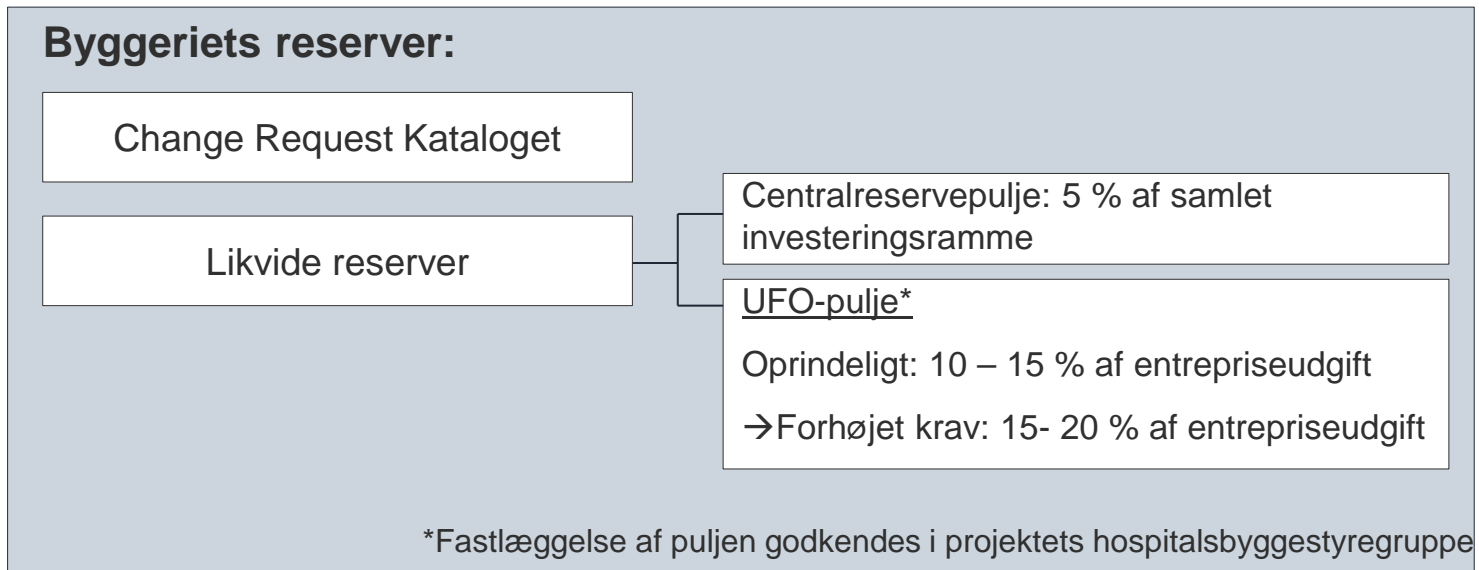 Byggeriets reserver:
Change Request Kataloget
Likvide reserver
Centralreservepulje: 5 % af samlet
investeringsramme
UFO-pulje*
Oprindeligt: 10 – 15 % af entrepriseudgift
→Forhøjet krav: 15- 20 % af entrepriseudgift
*Fastlæggelse af puljen godkendes i projektets hospitalsbyggestyregruppe